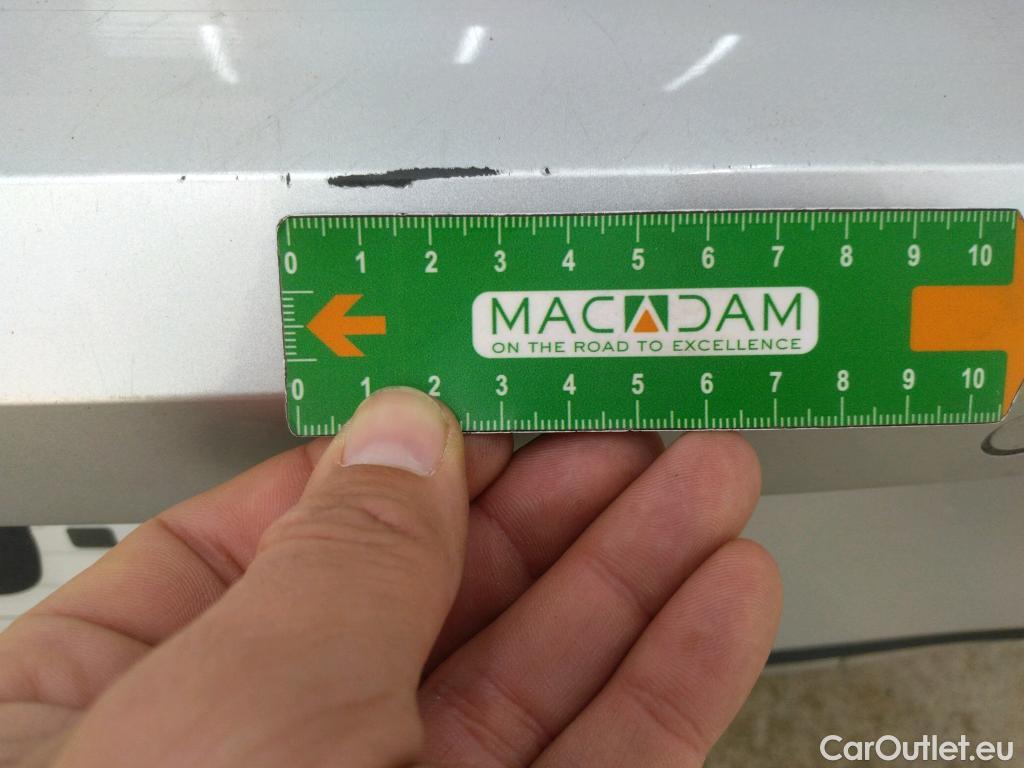 0 1 2 3 4 5 6 7 8 9 10
MACADAM
ON THE ROAD TO EXCELLENCE
0 1 2 3 4 5 6 7 8 9 10
CarOutlet.eu